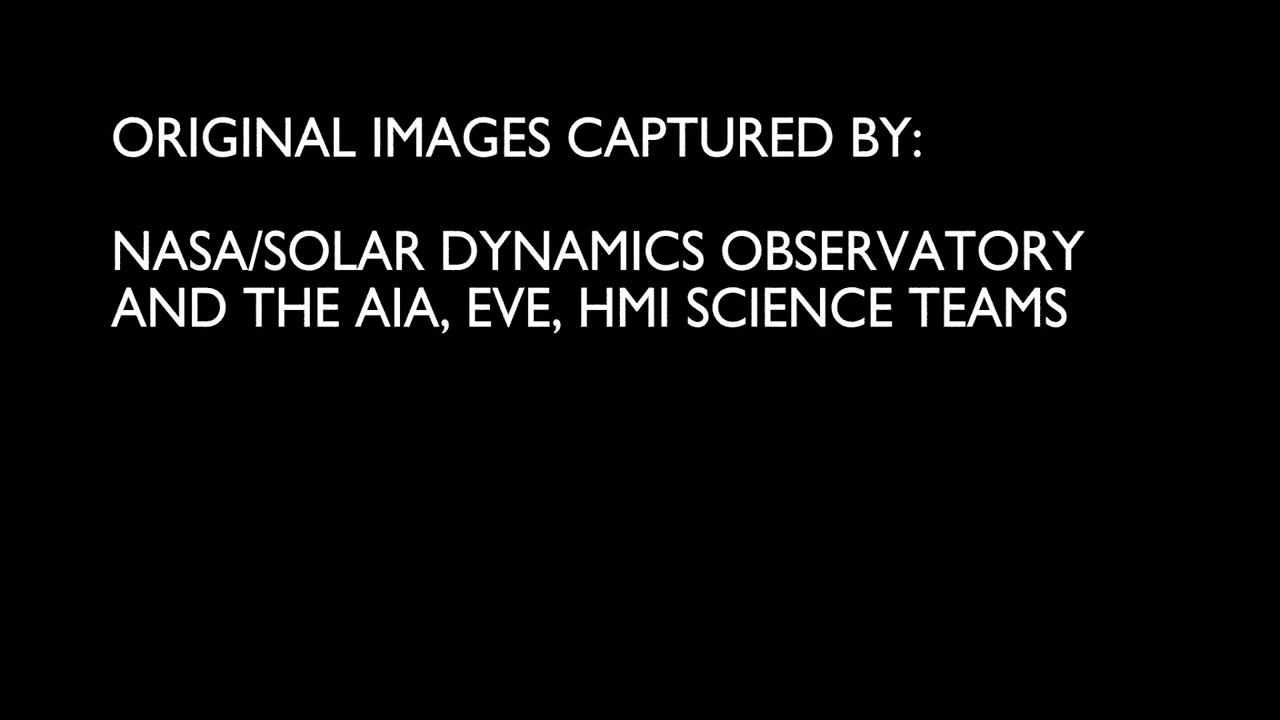 ORIGINAL IMAGES CAPTURED BY:
NASA/SOLAR DYNAMICS OBSERVATORY
AND THE AIA, EVE, HMI SCIENCE TEAMS